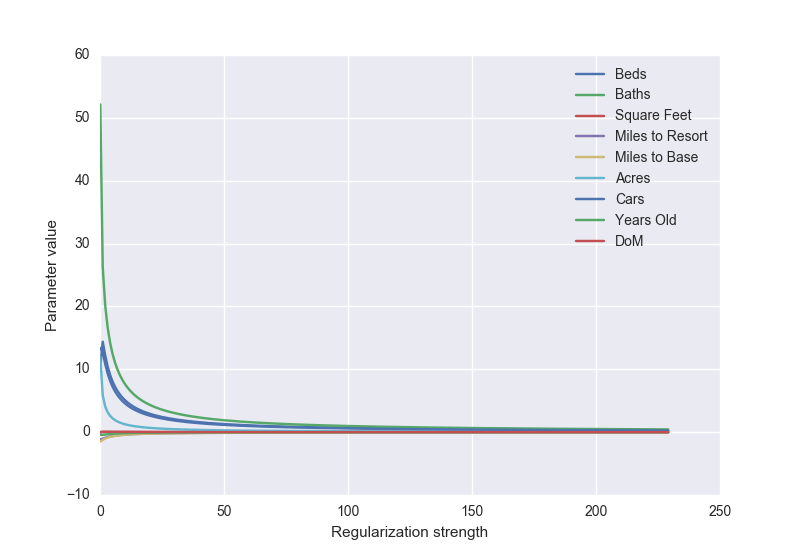 60
50
40
30
20
10
0
−10
0 50 100 150 200 250
Parameter value
Regularization strength
Beds
Baths
Square Feet
Miles to Resort
Miles to Base
Acres
Cars
Years Old
DoM